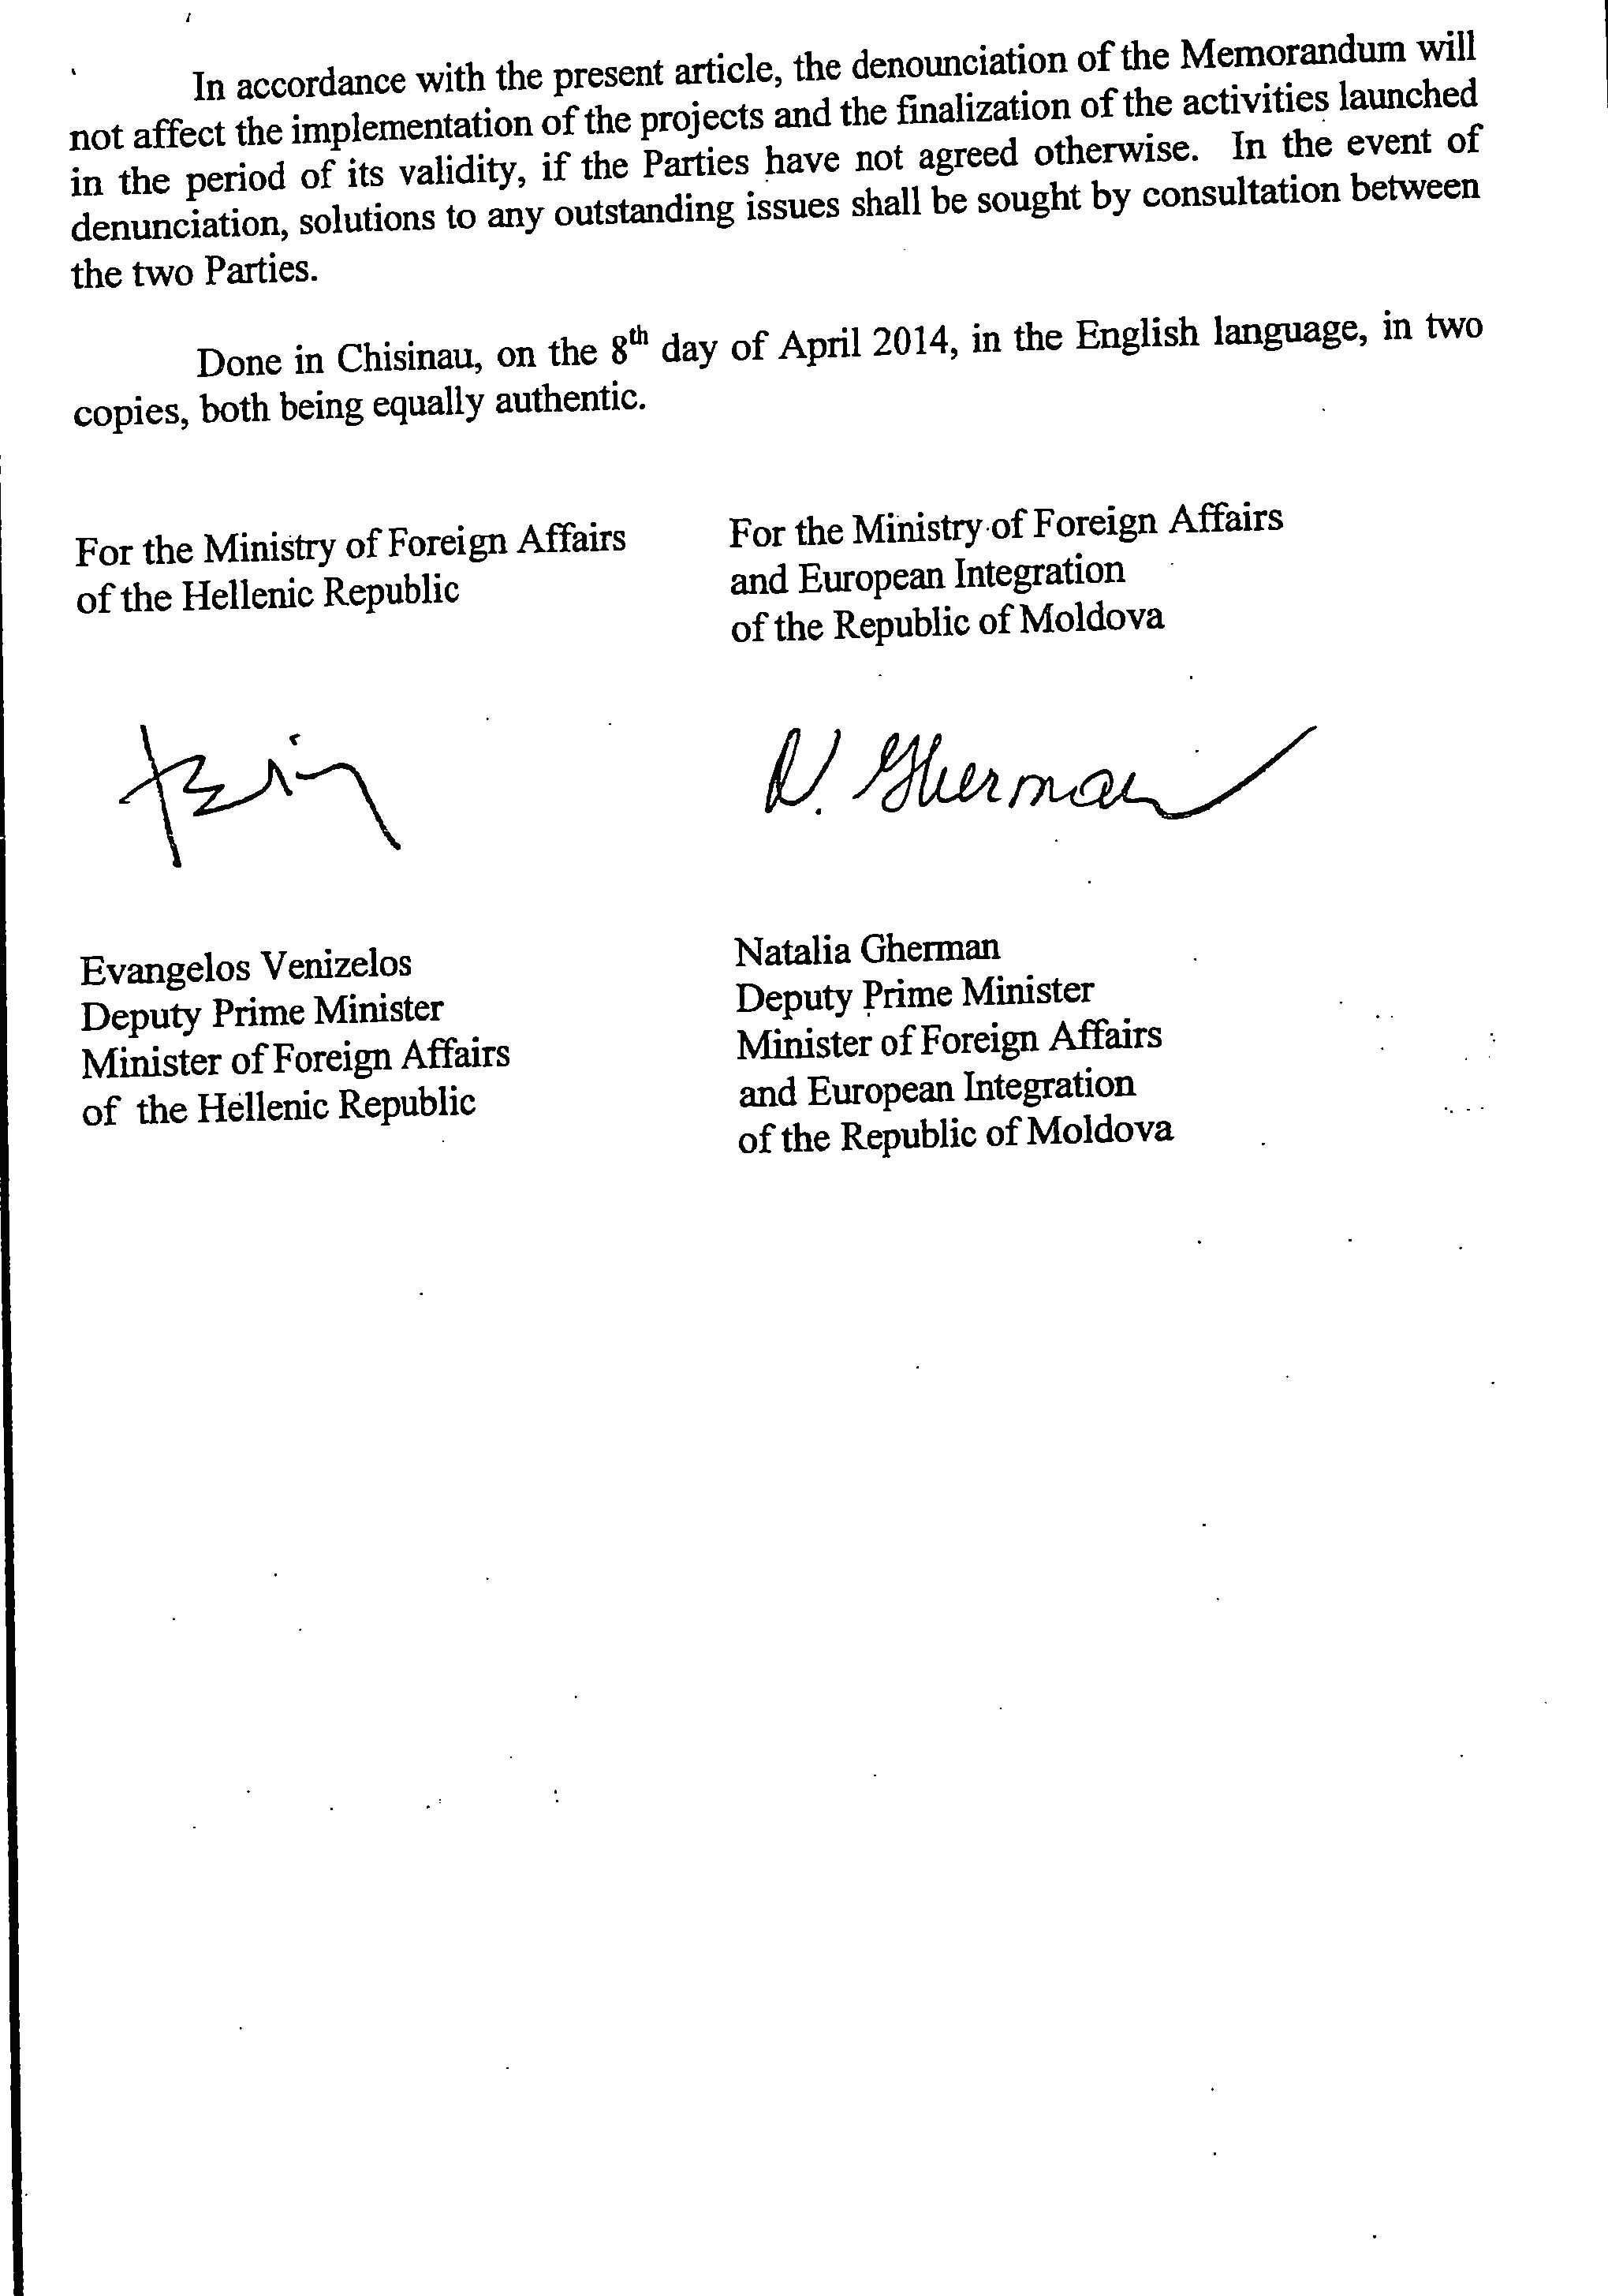 In accordance with the present article, the denounciation of the Memorandum will
not affect the implementation of the projects and the finalization of the activities launched
in the period of its validity, if the Parties have not agreed otherwise. In the event of
denunciation, solutions to any outstanding issues shall be sought by consultation between
the two Parties.
Done in Chisinau, on the 8th day of April 2014, in the English language, in two
copies, both being equally authentic.
For the Ministry of Foreign Affairs
of the Hellenic Republic
For the Ministry of Foreign Affairs
and European Integration
of the Republic of Moldova
N. Gherman
Evangelos Venizelos
Deputy Prime Minister
Minister of Foreign Affairs
of the Hellenic Republic
Natalia Gherman
Deputy Prime Minister
Minister of Foreign Affairs
and European Integration
of the Republic of Moldova